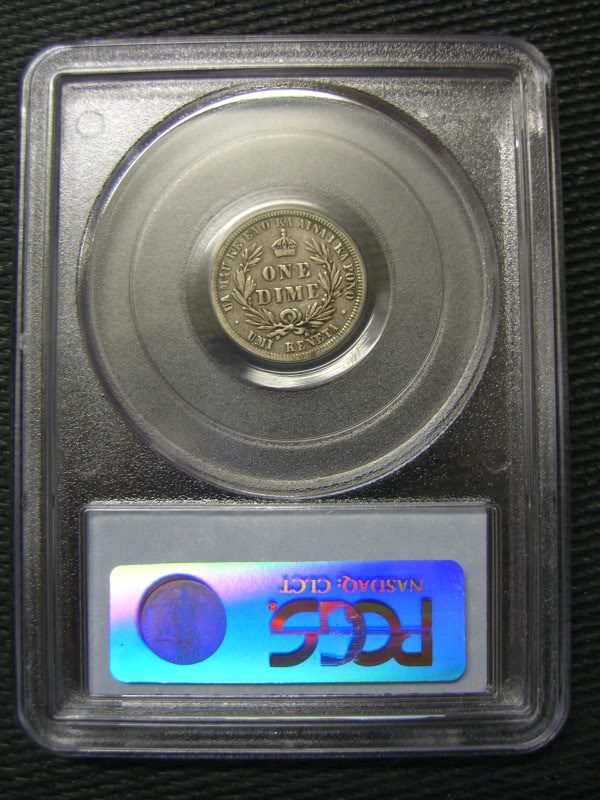 UA MAU KE EA O KA AINA I KA PONO
ONE
DIME
UMI KENETA
NASDAQ: CLCT
PCGS®